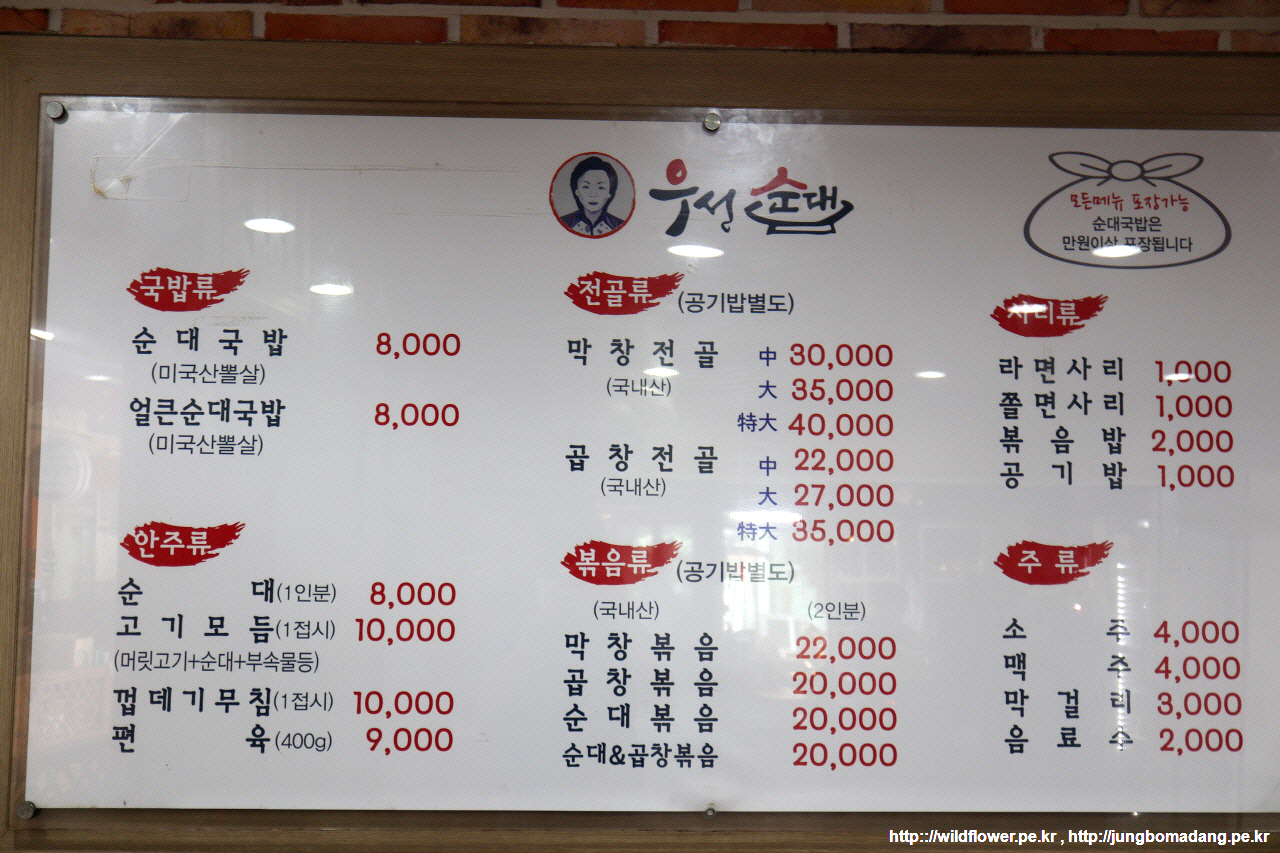 우성순대
모든메뉴 포장가능
순대국밥은
만원이상 포장됩니다
국밥류
순대국밥 8,000
(미국산뽈살)
얼큰순대국밥 8,000
(미국산뽈살)
안주류
순대(1인분) 8,000
고기모듬(1접시) 10,000
(머릿고기+순대+부속물등)
껍데기무침(1접시) 10,000
편육(400g) 9,000
전골류 (공기밥별도)
막창전골 中 30,000
(국내산) 大 35,000
特大 40,000
곱창전골 中 22,000
(국내산) 大 27,000
特大 35,000
볶음류 (공기밥별도)
(국내산) (2인분)
막창볶음 22,000
곱창볶음 20,000
순대볶음 20,000
순대&곱창볶음 20,000
사리류
라면사리 1,000
쫄면사리 1,000
볶음밥 2,000
공기밥 1,000
주류
소주 4,000
맥주 4,000
막걸리 3,000
음료수 2,000
http://wildflower.pe.kr , http://jungbomadang.pe.kr